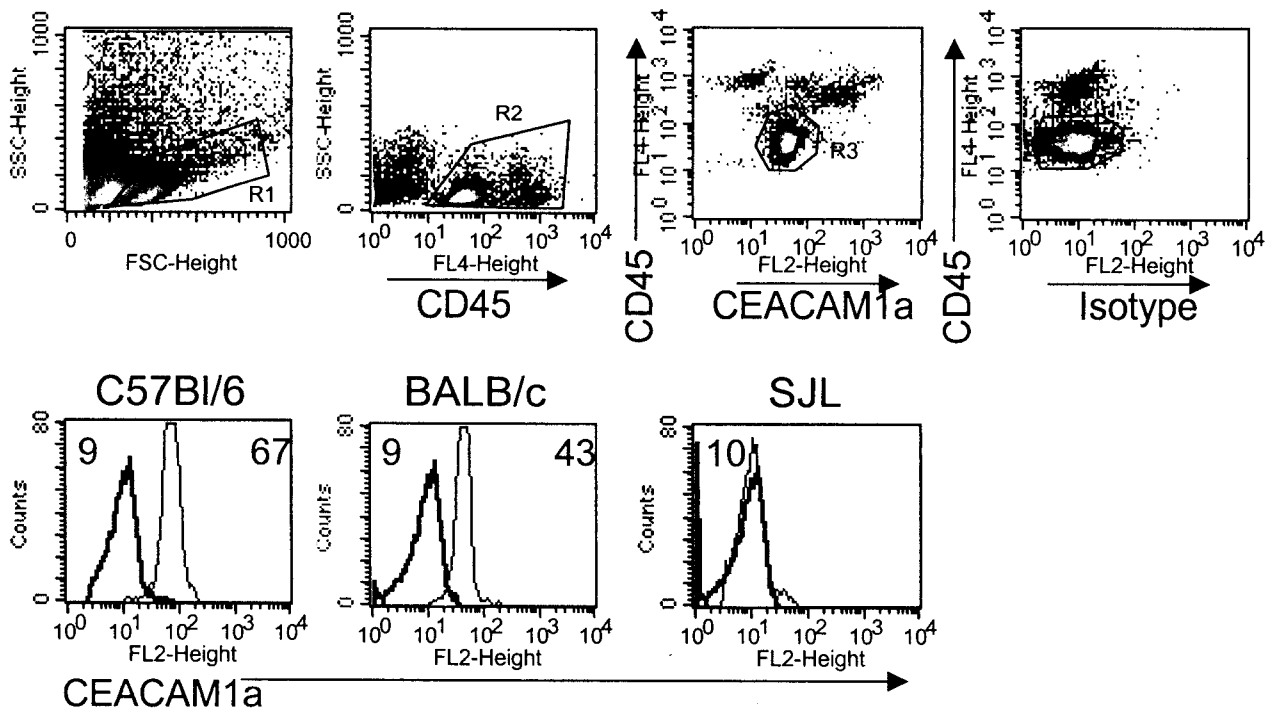 1000
SSC-Height
0
R1
0 1000
FSC-Height
1000
SSC-Height
0
R2
10^0 10^1 10^2 10^3 10^4
FL4-Height
CD45
CD45
FL4-Height
10^0 10^1 10^2 10^3 10^4
R3
10^0 10^1 10^2 10^3 10^4
FL2-Height
CEACAM1a
CD45
FL4-Height
10^0 10^1 10^2 10^3 10^4
10^0 10^1 10^2 10^3 10^4
FL2-Height
Isotype
C57Bl/6
80
Counts
0
9 67
10^0 10^1 10^2 10^3 10^4
FL2-Height
BALB/c
80
Counts
0
9 43
10^0 10^1 10^2 10^3 10^4
FL2-Height
SJL
80
Counts
0
10
10^0 10^1 10^2 10^3 10^4
FL2-Height
CEACAM1a